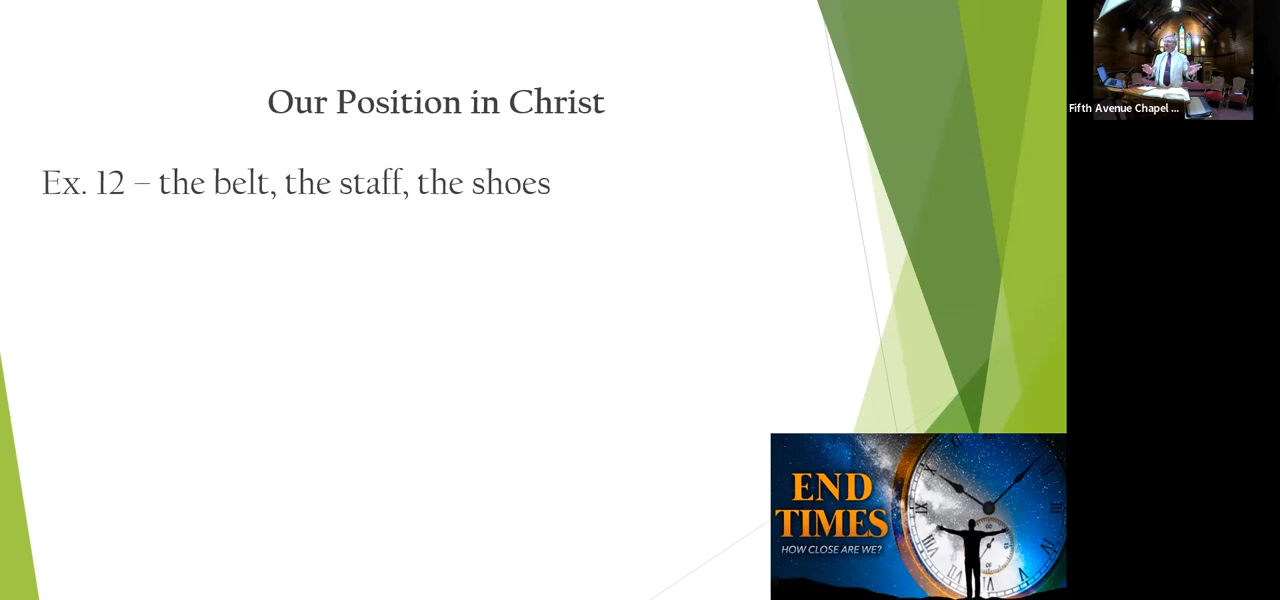 Our Position in Christ
Ex. 12 – the belt, the staff, the shoes
Fifth Avenue Chapel ...
END
TIMES
HOW CLOSE ARE WE?